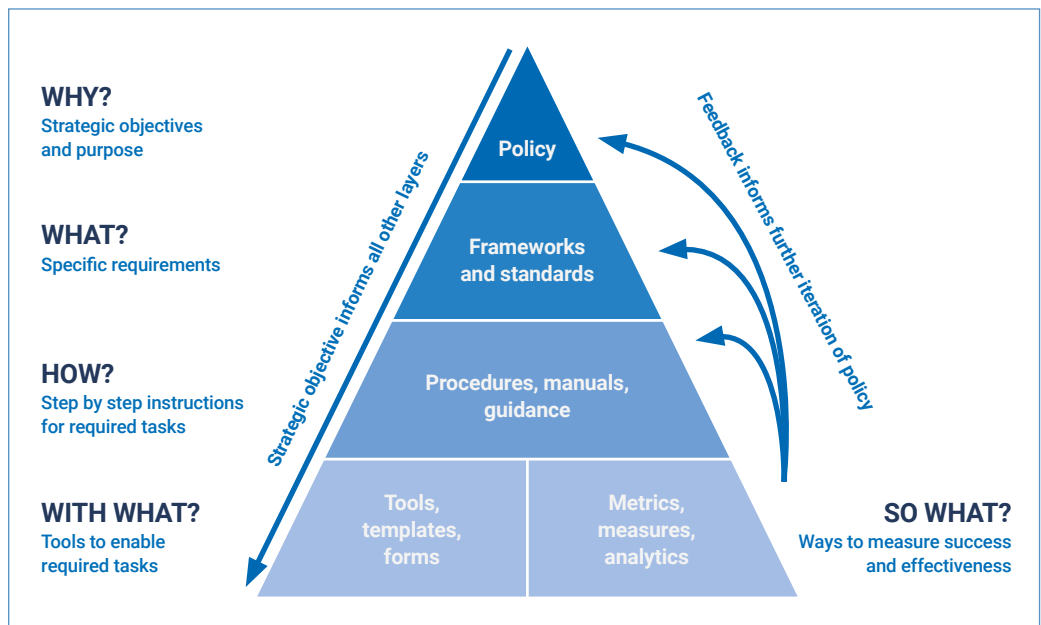 WHY?
Strategic objectives
and purpose
Policy
WHAT?
Specific requirements
Frameworks
and standards
HOW?
Step by step instructions
for required tasks
Procedures, manuals,
guidance
WITH WHAT?
Tools to enable
required tasks
Tools,
templates,
forms
Metrics,
measures,
analytics
SO WHAT?
Ways to measure success
and effectiveness
Strategic objective informs all other layers
Feedback informs further iteration of policy